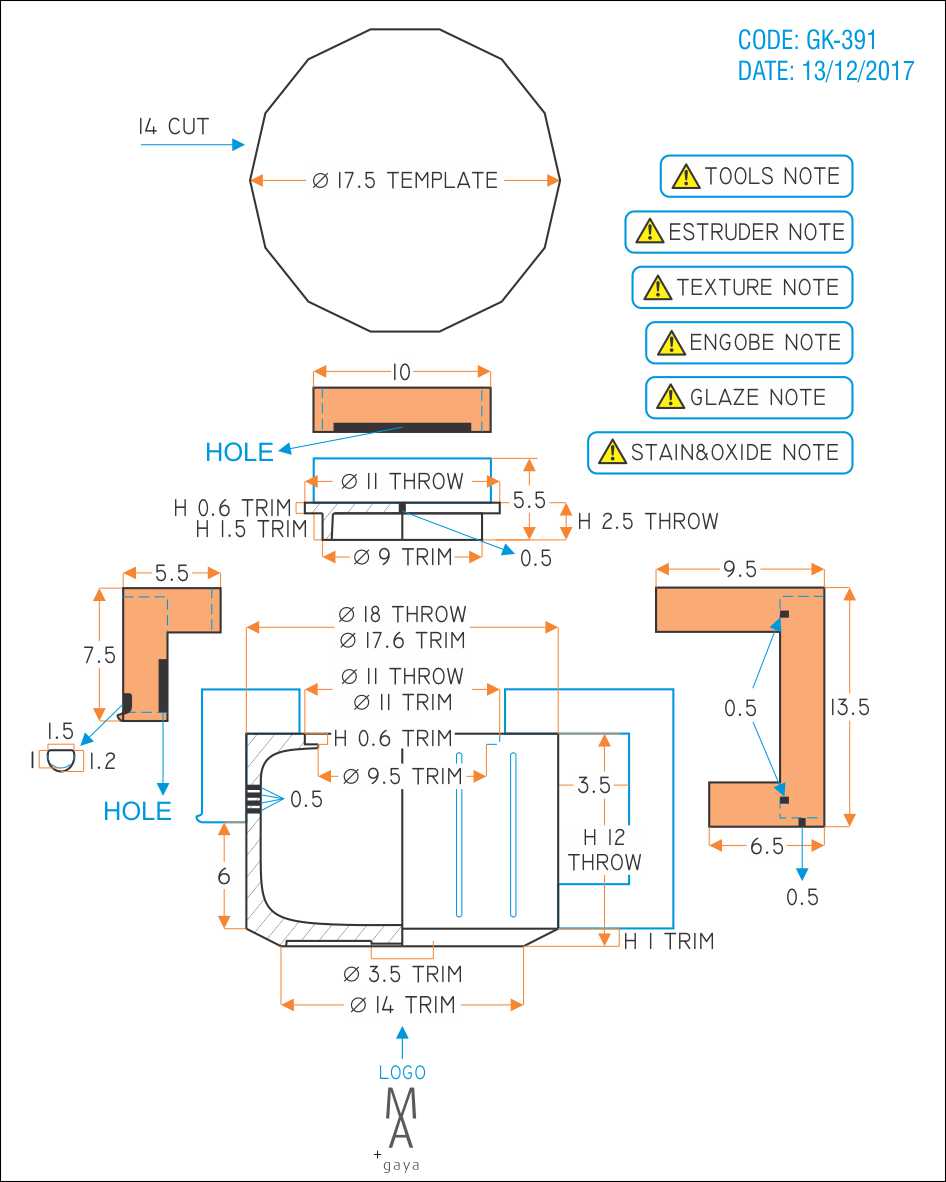 CODE: GK-391
DATE: 13/12/2017
14 CUT
Ø 17.5 TEMPLATE
TOOLS NOTE
ESTRUDER NOTE
TEXTURE NOTE
ENGOBE NOTE
GLAZE NOTE
STAIN&OXIDE NOTE
10
HOLE
Ø 11 THROW
5.5
H 0.6 TRIM
H 1.5 TRIM
H 2.5 THROW
Ø 9 TRIM
0.5
5.5
9.5
Ø 18 THROW
Ø 17.6 TRIM
7.5
Ø 11 THROW
Ø 11 TRIM
0.5
13.5
1.5
1
1.2
H 0.6 TRIM
Ø 9.5 TRIM
3.5
0.5
HOLE
H 12
THROW
6.5
6
0.5
H 1 TRIM
Ø 3.5 TRIM
Ø 14 TRIM
LOGO
MA
+
gaya